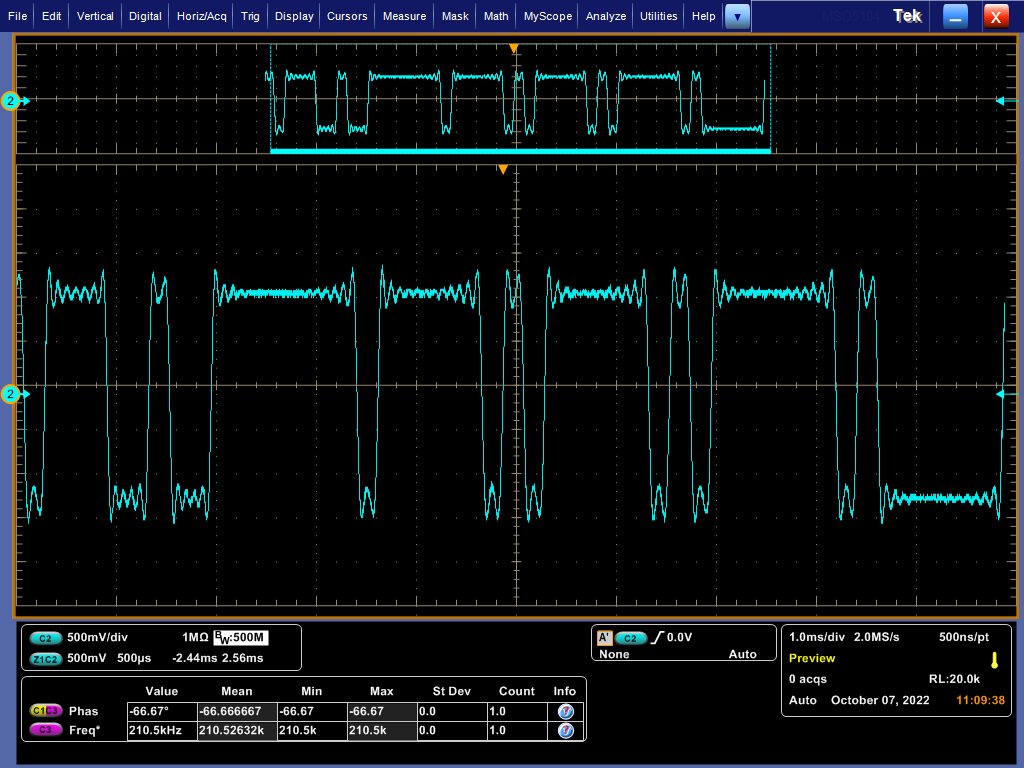 File Edit Vertical Digital Horiz/Acq Trig Display Cursors Measure Mask Math MyScope Analyze Utilities Help Tek X
2
2
C2 500mV/div 1MΩ BW:500M
Z1C2 500mV 500µs -2.44ms 2.56ms
A' C2 0.0V
None Auto
1.0ms/div 2.0MS/s 500ns/pt
Preview
0 acqs RL:20.0k
Auto October 07, 2022 11:09:38
Value Mean Min Max St Dev Count Info
C1C3 Phas -66.67° -66.666667 -66.67 -66.67 0.0 1.0
C3 Freq* 210.5kHz 210.52632k 210.5k 210.5k 0.0 1.0